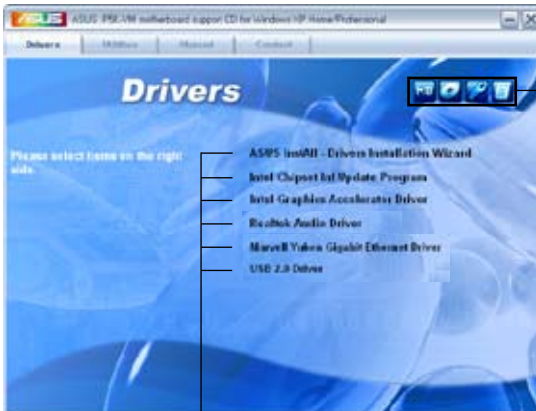 ASUS P5K-VM motherboard support CD for Windows XP Home/Professional
Drivers Utilities Manual Contact
Drivers
Please select items on the right
side.
ASUS InstAll - Drivers Installation Wizard
Intel Chipset Inf Update Program
Intel Graphics Accelerator Driver
Realtek Audio Driver
Marvell Yukon Gigabit Ethernet Driver
USB 2.0 Driver